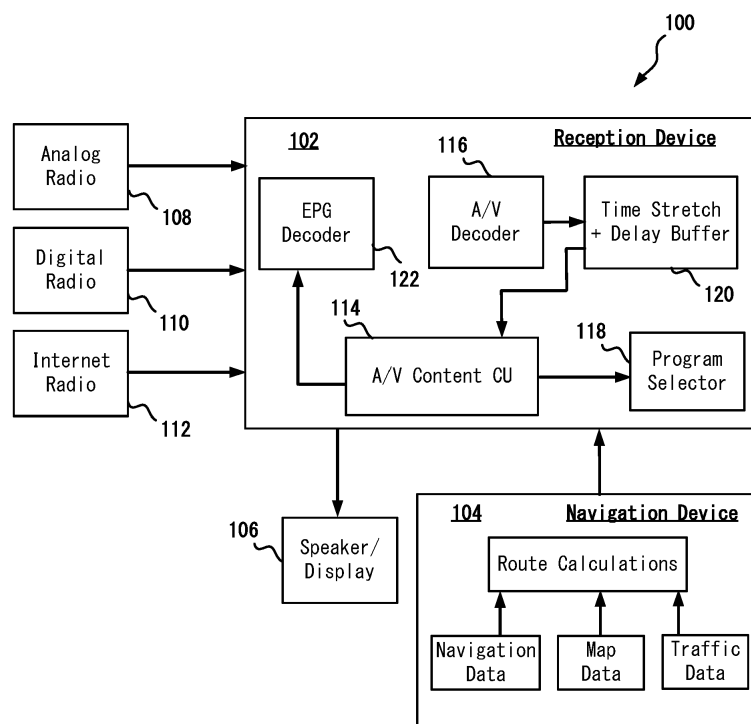 100
102
Reception Device
Analog
Radio
108
Digital
Radio
110
Internet
Radio
112
EPG
Decoder
122
116
A/V
Decoder
Time Stretch
+ Delay Buffer
120
114
A/V Content CU
118
Program
Selector
106
Speaker/
Display
104
Navigation Device
Route Calculations
Navigation
Data
Map
Data
Traffic
Data